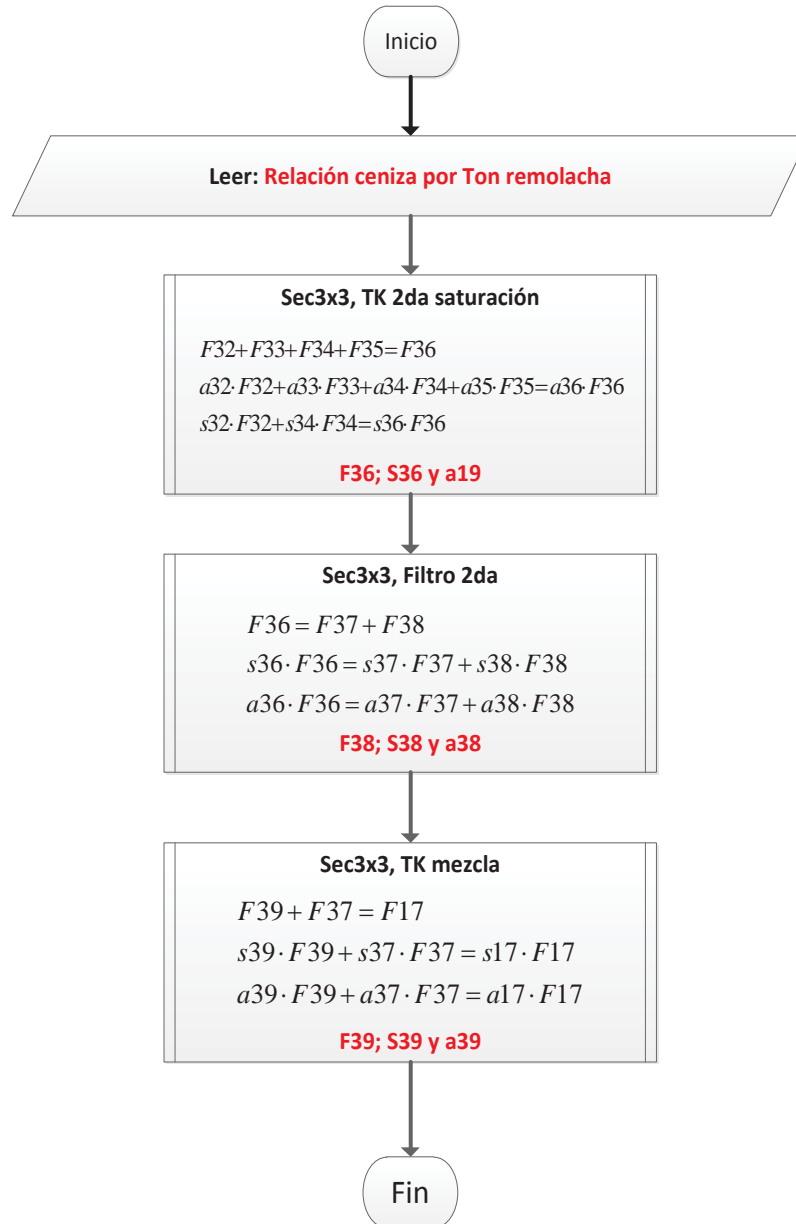 Inicio
Leer: Relación ceniza por Ton remolacha
Sec3x3, TK 2da saturación
F32+F33+F34+F35=F36
a32·F32+a33·F33+a34·F34+a35·F35=a36·F36
s32·F32+s34·F34=s36·F36
F36; S36 y a19
Sec3x3, Filtro 2da
F36 = F37 + F38
s36·F36 = s37·F37 + s38·F38
a36·F36 = a37·F37 + a38·F38
F38; S38 y a38
Sec3x3, TK mezcla
F39 + F37 = F17
s39·F39 + s37·F37 = s17·F17
a39·F39 + a37·F37 = a17·F17
F39; S39 y a39
Fin